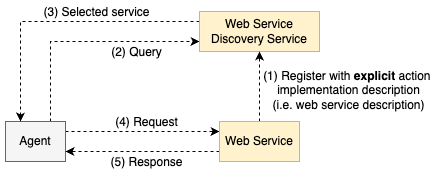 (3) Selected service
Web Service
Discovery Service
(2) Query
(1) Register with explicit action
implementation description
(i.e. web service description)
(4) Request
Agent
Web Service
(5) Response